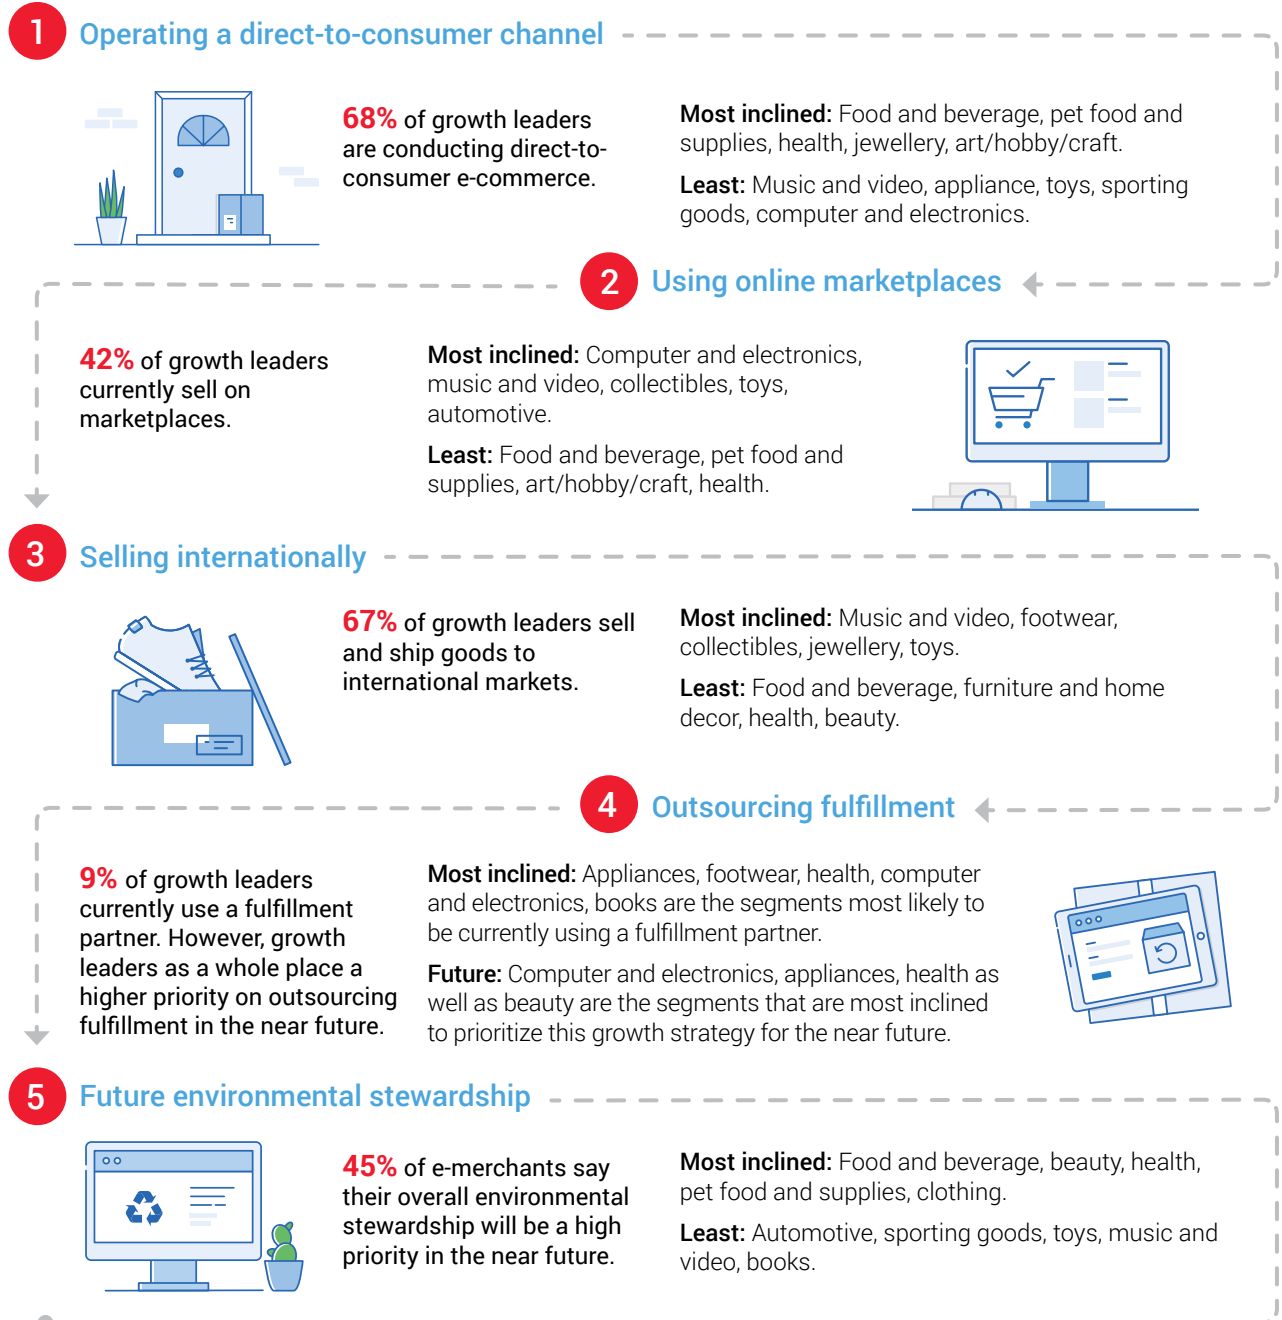 1
Operating a direct-to-consumer channel
68% of growth leaders
are conducting direct-to-
consumer e-commerce.
Most inclined: Food and beverage, pet food and
supplies, health, jewellery, art/hobby/craft.
Least: Music and video, appliance, toys, sporting
goods, computer and electronics.
2
Using online marketplaces
42% of growth leaders
currently sell on
marketplaces.
Most inclined: Computer and electronics,
music and video, collectibles, toys,
automotive.
Least: Food and beverage, pet food and
supplies, art/hobby/craft, health.
3
Selling internationally
67% of growth leaders sell
and ship goods to
international markets.
Most inclined: Music and video, footwear,
collectibles, jewellery, toys.
Least: Food and beverage, furniture and home
decor, health, beauty.
4
Outsourcing fulfillment
9% of growth leaders
currently use a fulfillment
partner. However, growth
leaders as a whole place a
higher priority on outsourcing
fulfillment in the near future.
Most inclined: Appliances, footwear, health, computer
and electronics, books are the segments most likely to
be currently using a fulfillment partner.
Future: Computer and electronics, appliances, health as
well as beauty are the segments that are most inclined
to prioritize this growth strategy for the near future.
5
Future environmental stewardship
45% of e-merchants say
their overall environmental
stewardship will be a high
priority in the near future.
Most inclined: Food and beverage, beauty, health,
pet food and supplies, clothing.
Least: Automotive, sporting goods, toys, music and
video, books.